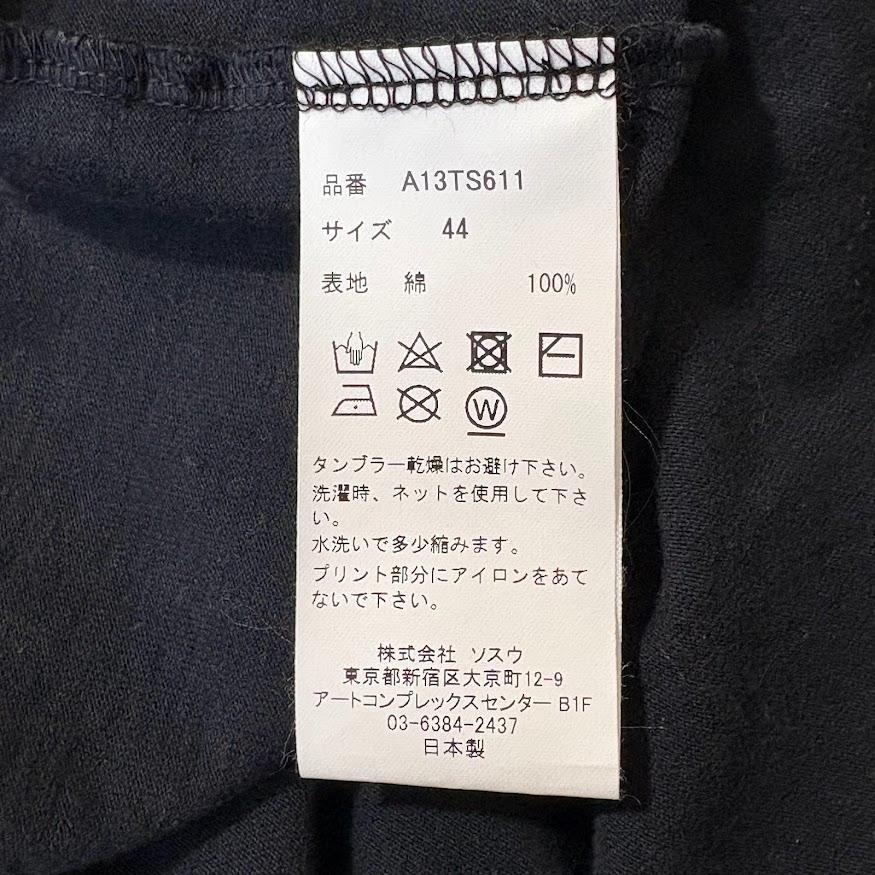 品番 A13TS611
サイズ 44
表地 綿 100%
W
タンブラー乾燥はお避け下さい。
洗濯時、ネットを使用して下さ
い。
水洗いで多少縮みます。
プリント部分にアイロンをあて
ないで下さい。
株式会社 ソスウ
東京都新宿区大京町12-9
アートコンプレックスセンター B1F
03-6384-2437
日本製